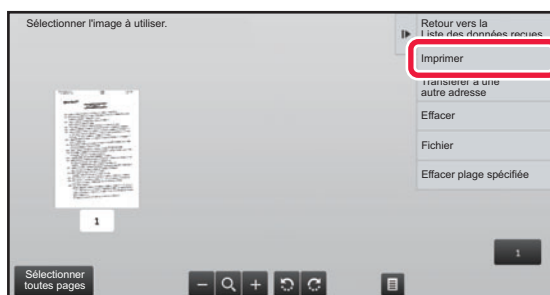 Sélectionner l'image à utiliser.
Retour vers la
Liste des données reçues
Imprimer
Transférer à une
autre adresse
Effacer
Fichier
Effacer plage spécifiée
1
1
Sélectionner
toutes pages